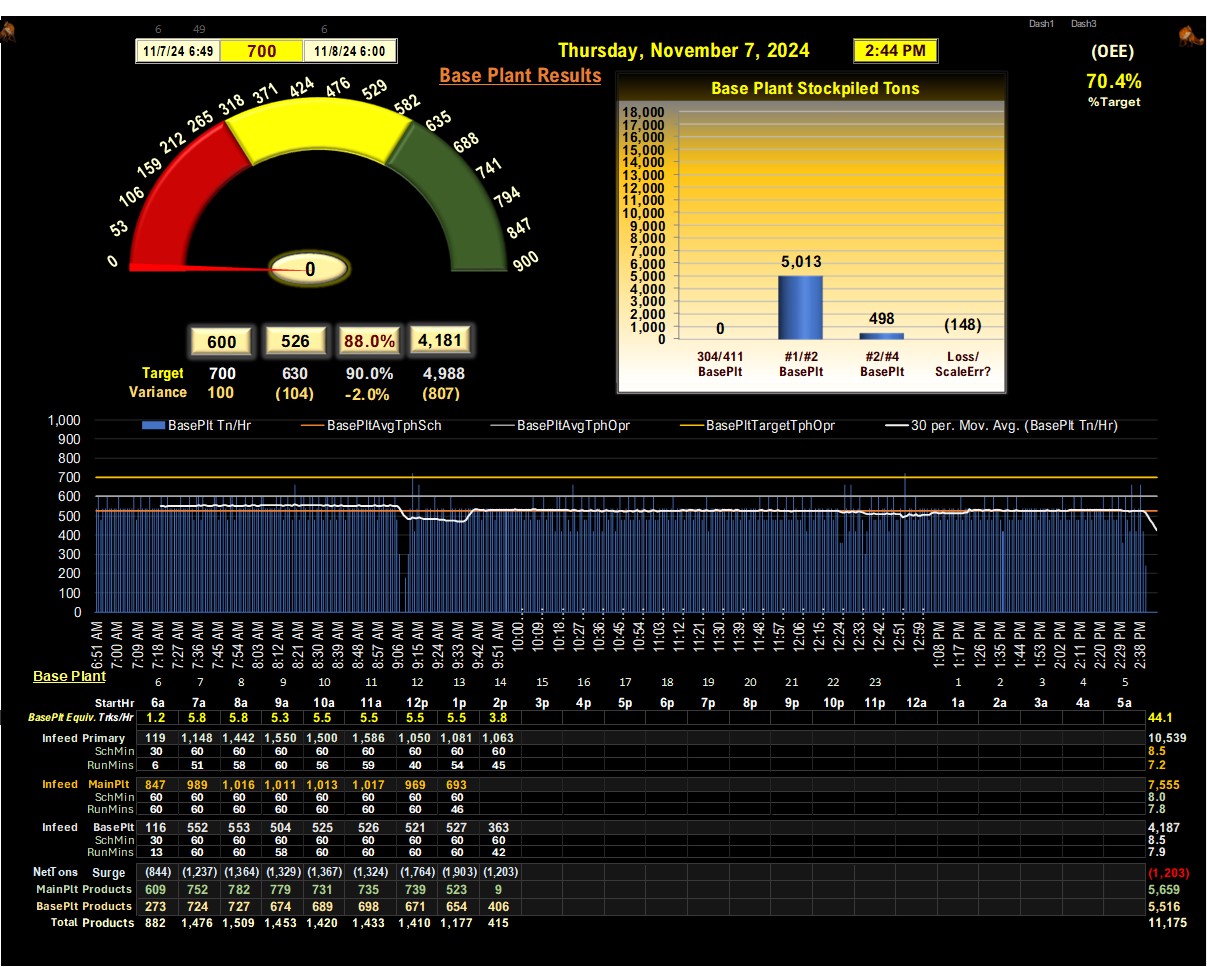 6 49 6 Dash1 Dash3
11/7/24 6:49 700 11/8/24 6:00 Thursday, November 7, 2024 2:44 PM (OEE)
Base Plant Results 70.4%
%Target
0 53 106 159 212 265 318 371 424 476 529 582 635 688 741 794 847 900
0
Base Plant Stockpiled Tons
18,000
17,000
16,000
15,000
14,000
13,000
12,000
11,000
10,000
9,000
8,000
7,000
6,000
5,000
4,000
3,000
2,000
1,000
0
0 5,013 498 (148)
304/411 #1/#2 #2/#4 Loss/
BasePlt BasePlt BasePlt ScaleErr?
600 526 88.0% 4,181
Target 700 630 90.0% 4,988
Variance 100 (104) -2.0% (807)
BasePlt Tn/Hr BasePltAvgTphSch BasePltAvgTphOpr BasePltTargetTphOpr 30 per. Mov. Avg. (BasePlt Tn/Hr)
1,000
900
800
700
600
500
400
300
200
100
0
6:51 AM 7:00 AM 7:09 AM 7:18 AM 7:27 AM 7:36 AM 7:45 AM 7:54 AM 8:03 AM 8:12 AM 8:21 AM 8:30 AM 8:39 AM 8:48 AM 8:57 AM 9:06 AM 9:15 AM 9:24 AM 9:33 AM 9:42 AM 9:51 AM 10:00… 10:09… 10:18… 10:27… 10:36… 10:45… 10:54… 11:03… 11:12… 11:21… 11:30… 11:39… 11:48… 11:57… 12:06… 12:15… 12:24… 12:33… 12:42… 12:51… 12:59… 1:08 PM 1:17 PM 1:26 PM 1:35 PM 1:44 PM 1:53 PM 2:02 PM 2:11 PM 2:20 PM 2:29 PM 2:38 PM
Base Plant 6 7 8 9 10 11 12 13 14 15 16 17 18 19 20 21 22 23 1 2 3 4 5
StartHr 6a 7a 8a 9a 10a 11a 12p 1p 2p 3p 4p 5p 6p 7p 8p 9p 10p 11p 12a 1a 2a 3a 4a 5a
BasePlt Equiv. Trks/Hr 1.2 5.8 5.8 5.3 5.5 5.5 5.5 5.5 3.8 44.1
Infeed Primary 119 1,148 1,442 1,550 1,500 1,586 1,050 1,081 1,063 10,539
SchMin 30 60 60 60 60 60 60 60 60 8.5
RunMins 6 51 58 60 56 59 40 54 45 7.2
Infeed MainPlt 847 989 1,016 1,011 1,013 1,017 969 693 7,555
SchMin 60 60 60 60 60 60 60 60 8.0
RunMins 60 60 60 60 60 60 60 46 7.8
Infeed BasePlt 116 552 553 504 525 526 521 527 363 4,187
SchMin 30 60 60 60 60 60 60 60 60 8.5
RunMins 13 60 60 58 60 60 60 60 42 7.9
NetTons Surge (844) (1,237) (1,364) (1,329) (1,367) (1,324) (1,764) (1,903) (1,203) (1,203)
MainPlt Products 609 752 782 779 731 735 739 523 9 5,659
BasePlt Products 273 724 727 674 689 698 671 654 406 5,516
Total Products 882 1,476 1,509 1,453 1,420 1,433 1,410 1,177 415 11,175